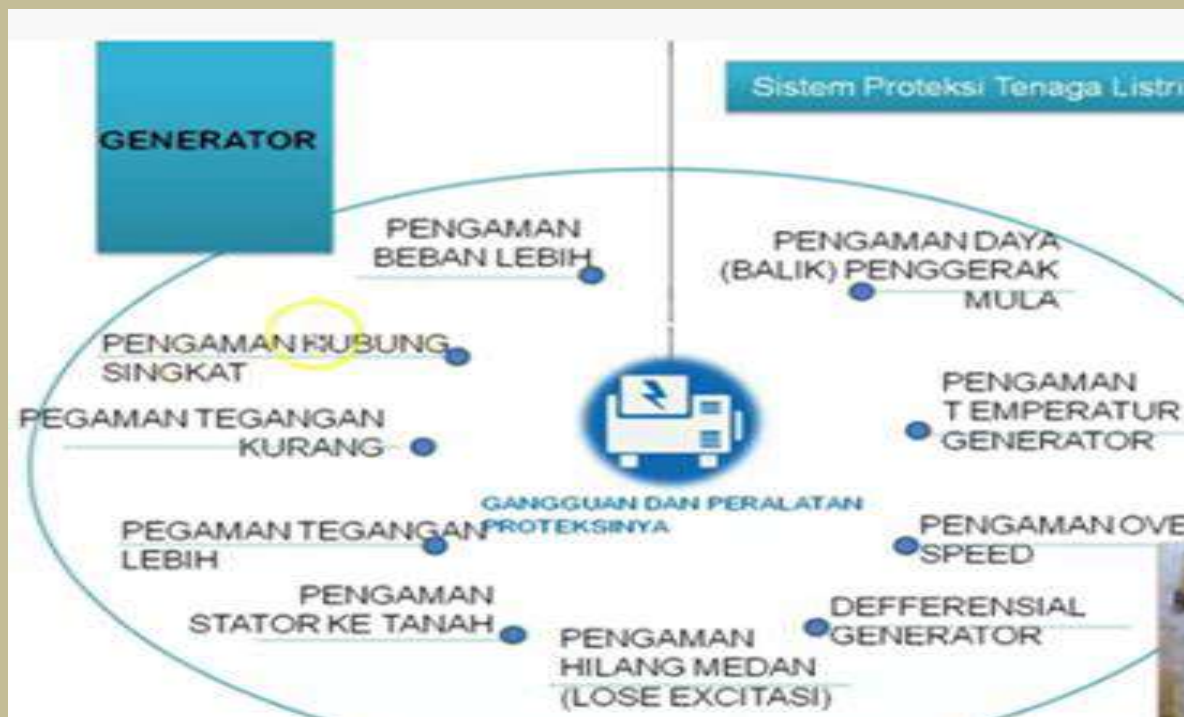 GENERATOR
Sistem Proteksi Tenaga Listri
PENGAMAN
BEBAN LEBIH
PENGAMAN DAYA
(BALIK) PENGGERAK
MULA
PENGAMAN HUBUNG
SINGKAT
PEGAMAN TEGANGAN
KURANG
PENGAMAN
T EMPERATUR
GENERATOR
GANGGUAN DAN PERALATAN
PROTEKSINYA
PEGAMAN TEGANGAN
LEBIH
PENGAMAN OVE
SPEED
PENGAMAN
STATOR KE TANAH
DEFFERENSIAL
GENERATOR
PENGAMAN
HILANG MEDAN
(LOSE EXCITASI)